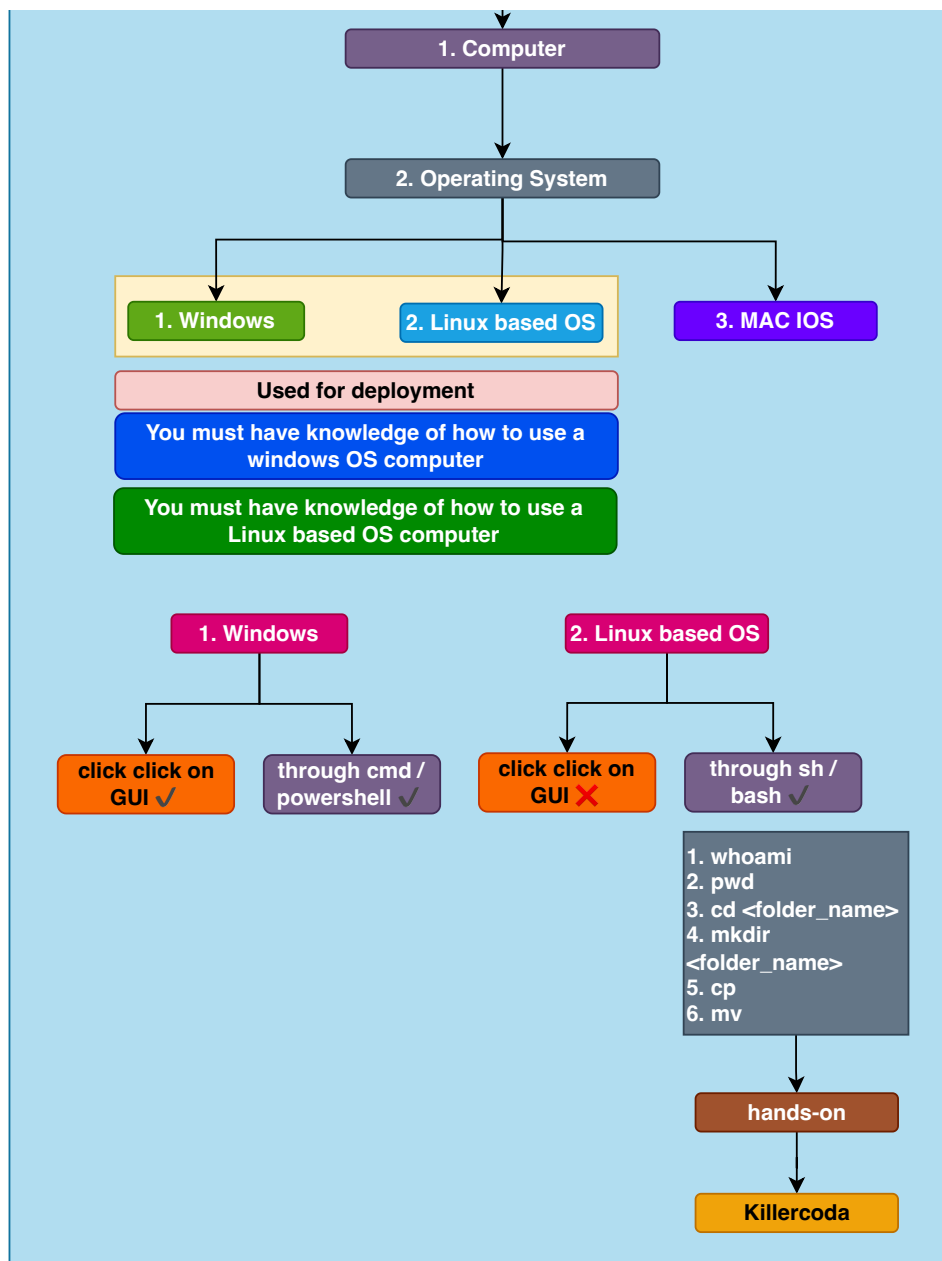 1. Computer
2. Operating System
1. Windows
2. Linux based OS
3. MAC IOS
Used for deployment
You must have knowledge of how to use a
windows OS computer
You must have knowledge of how to use a
Linux based OS computer
1. Windows
2. Linux based OS
click click on
GUI ✓
through cmd /
powershell ✓
click click on
GUI ❌
through sh /
bash ✓
1. whoami
2. pwd
3. cd <folder_name>
4. mkdir
<folder_name>
5. cp
6. mv
hands-on
Killercoda